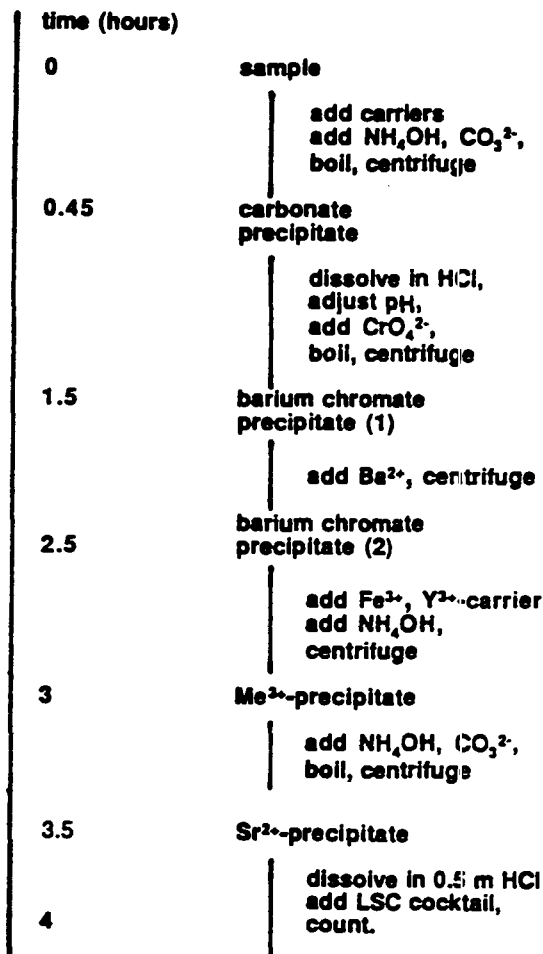 time (hours)
0 sample
add carriers
add NH₄OH, CO₃²⁻,
boil, centrifuge
0.45 carbonate
precipitate
dissolve in HCl,
adjust pH,
add CrO₄²⁻,
boil, centrifuge
1.5 barium chromate
precipitate (1)
add Ba²⁺, centrifuge
barium chromate
2.5 precipitate (2)
add Fe³⁺, Y³⁺-carrier
add NH₄OH,
centrifuge
3 Me³⁺-precipitate
add NH₄OH, CO₃²⁻,
boil, centrifuge
3.5 Sr²⁺-precipitate
dissolve in 0.5 m HCl
add LSC cocktail,
4 count.